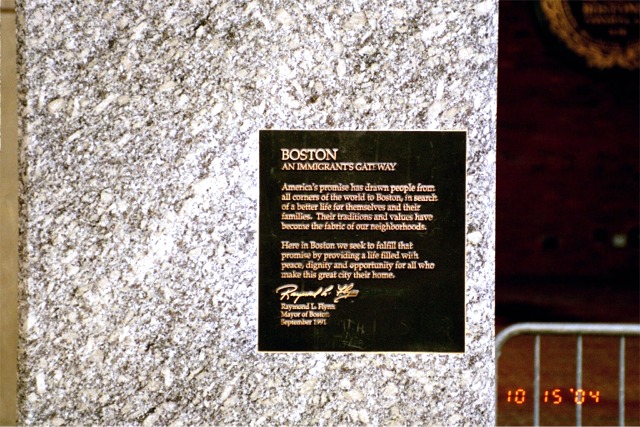 BOSTON
AN IMMIGRANT'S GATEWAY
America's promise has drawn people from
all corners of the world to Boston, in search
of a better life for themselves and their
families. Their traditions and values have
become the fabric of our neighborhoods.
Here in Boston we seek to fulfill that
promise by providing a life filled with
peace, dignity and opportunity for all who
make this great city their home.
Raymond L. Flynn
Raymond L. Flynn
Mayor of Boston
September 1991
BOSTON
10 15 '04